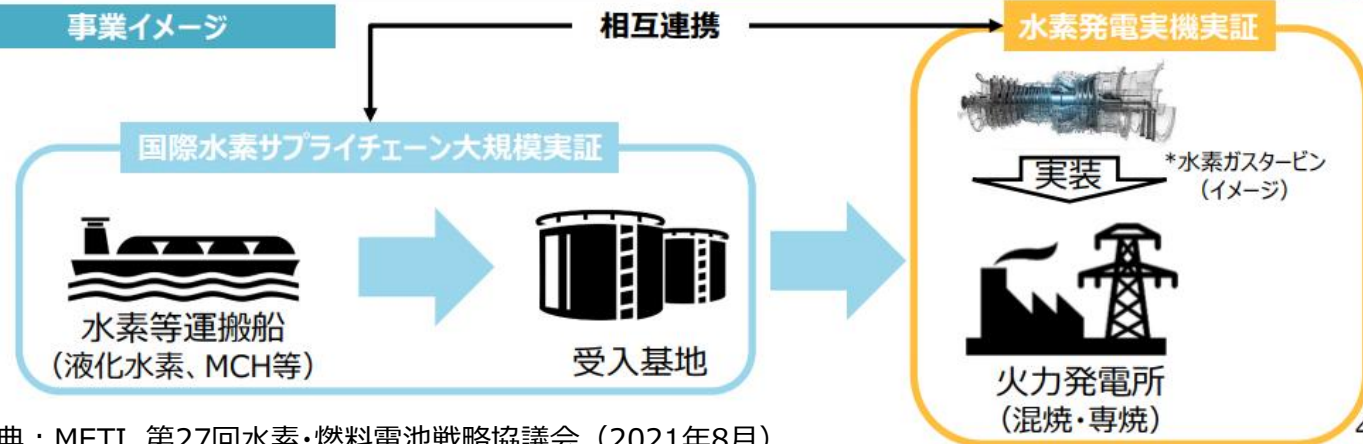 事業イメージ
相互連携
水素発電実機実証
国際水素サプライチェーン大規模実証
実装
*水素ガスタービン
(イメージ)
水素等運搬船
(液化水素、MCH等)
受入基地
火力発電所
(混焼・専焼)
典：METI 第27回水素・燃料電池戦略協議会（2021年8月）